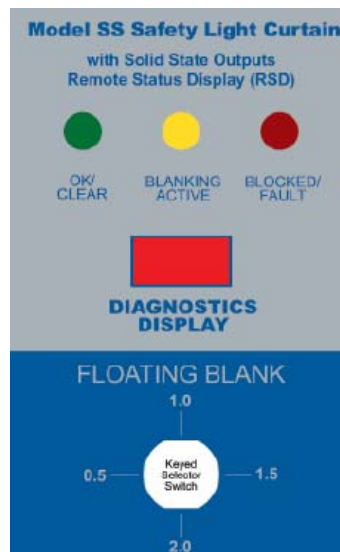 Model SS Safety Light Curtain
with Solid State Outputs
Remote Status Display (RSD)
OK/ BLANKING BLOCKED/
CLEAR ACTIVE FAULT
DIAGNOSTICS
DISPLAY
FLOATING BLANK
1.0
Keyed
0.5 Selector 1.5
Switch
2.0